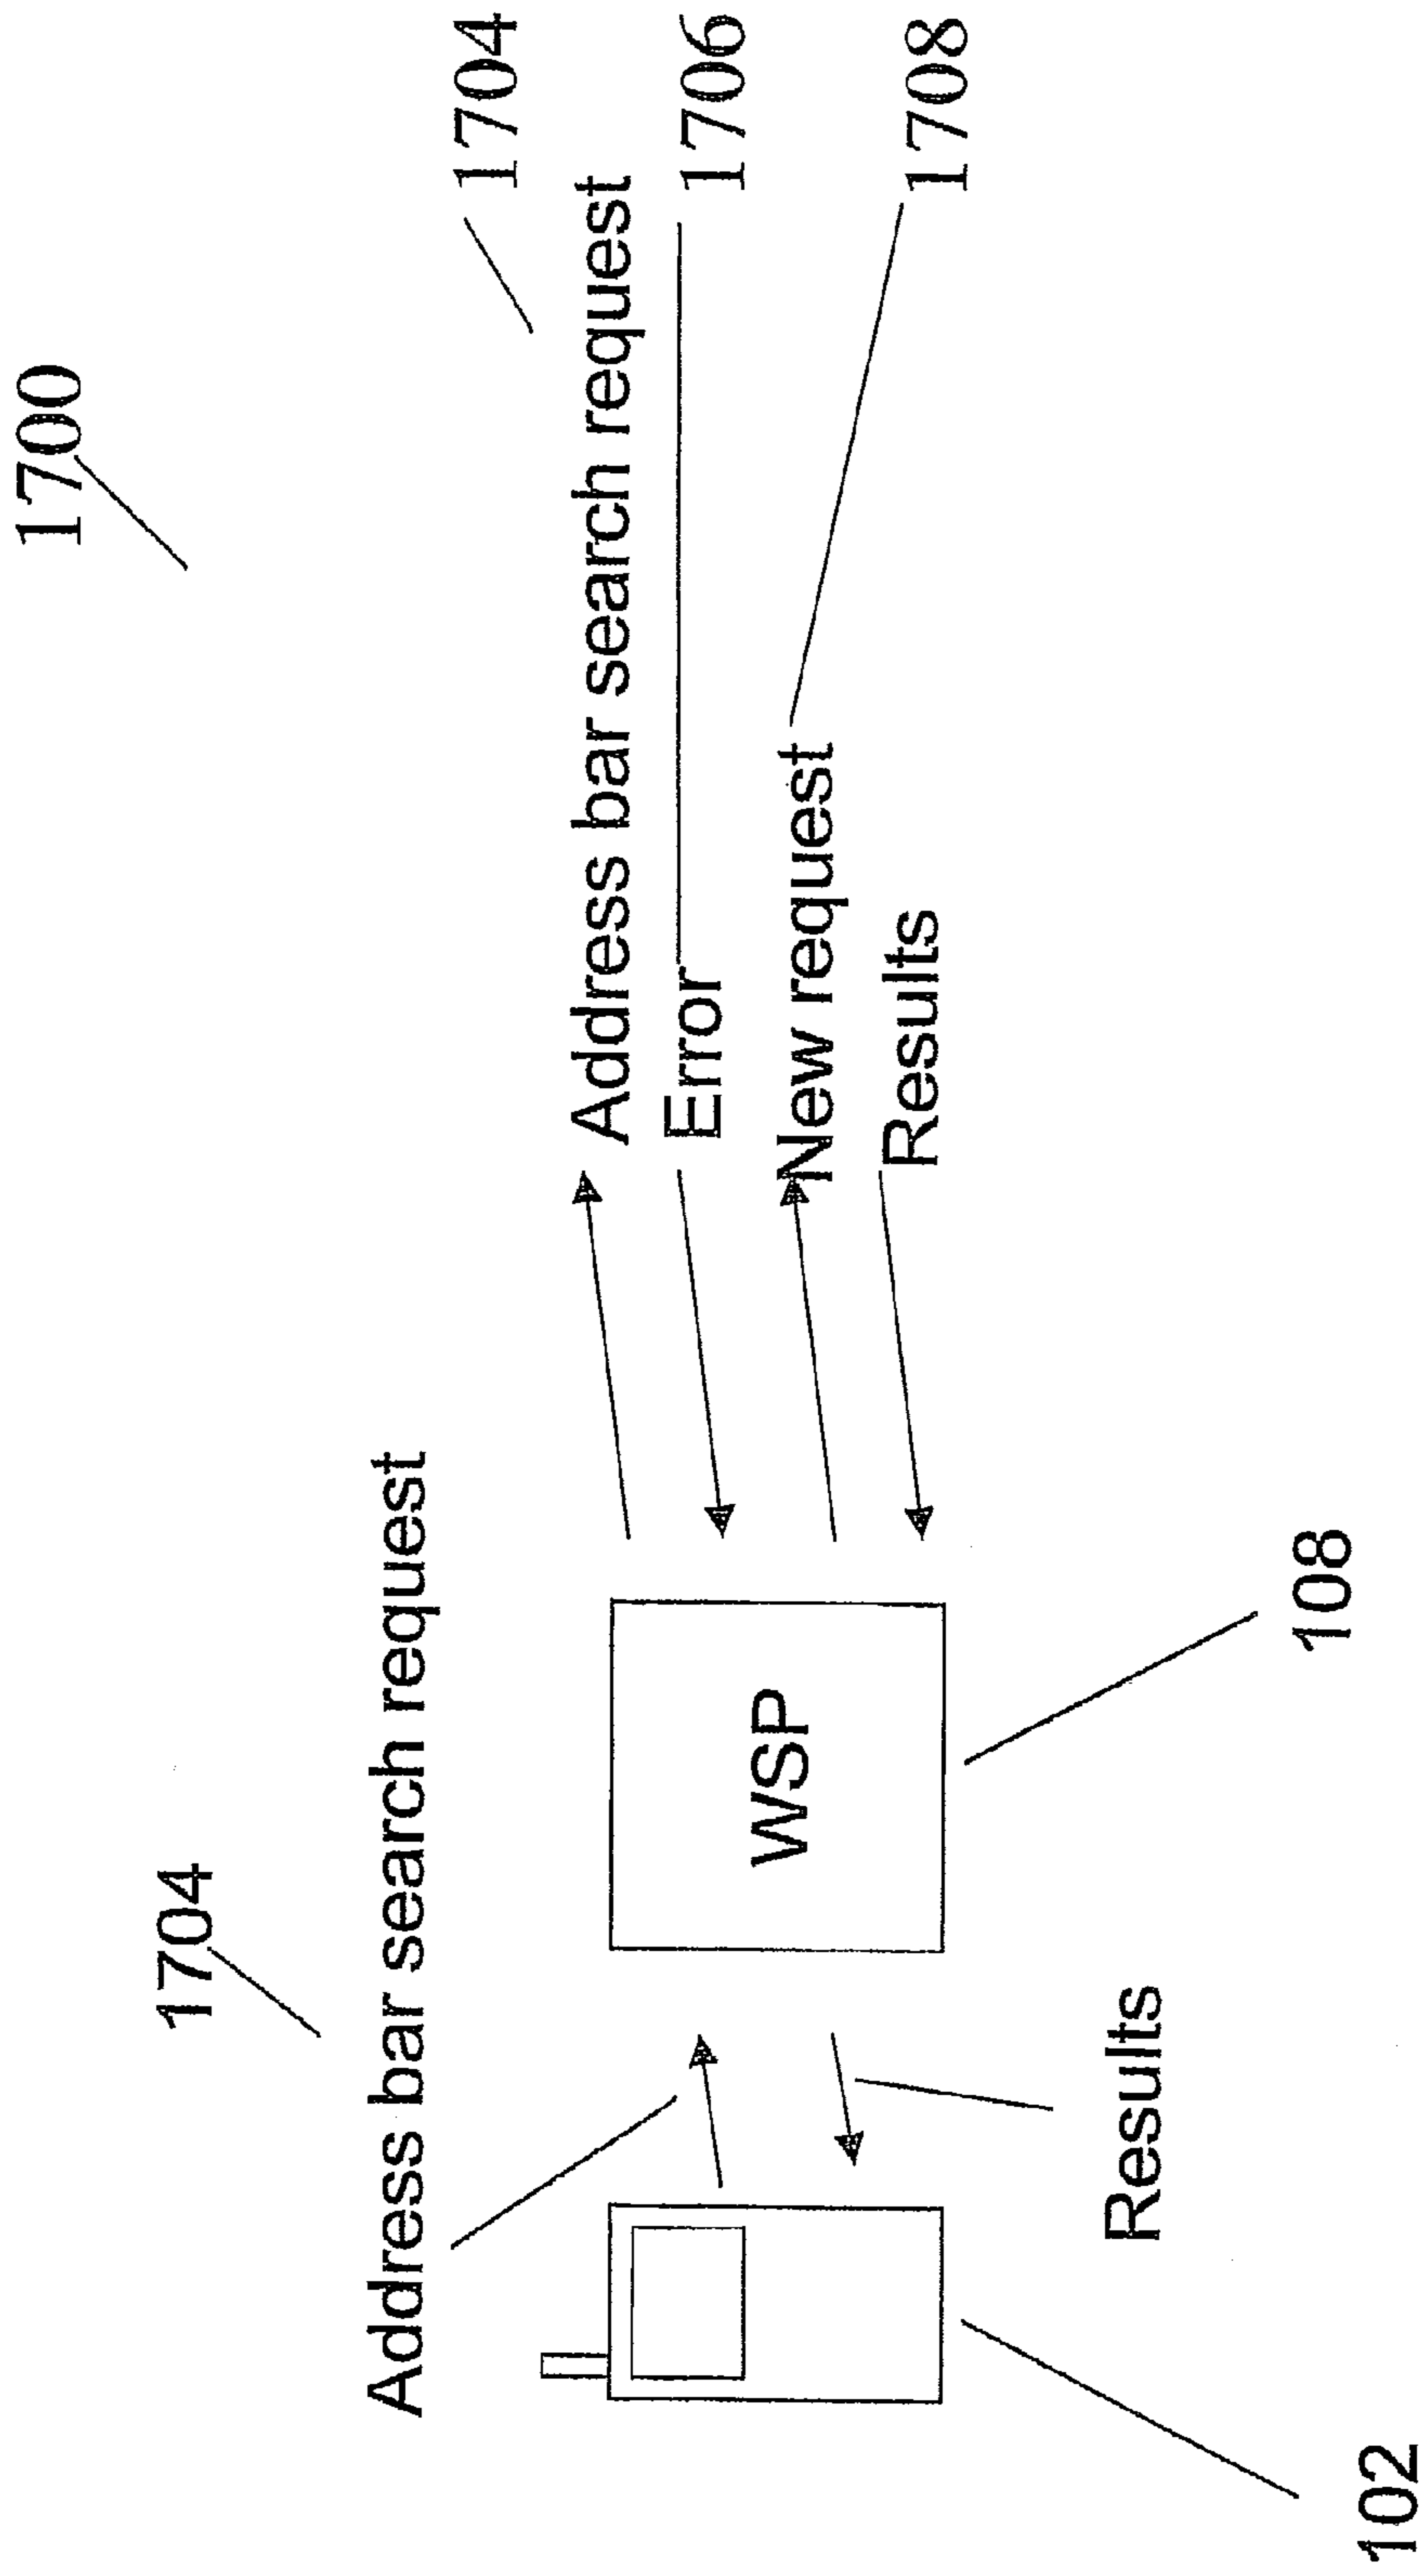 1700
1704
Address bar search request
1704
Address bar search request
1706
Error
New request
1708
Results
WSP
Results
108
102